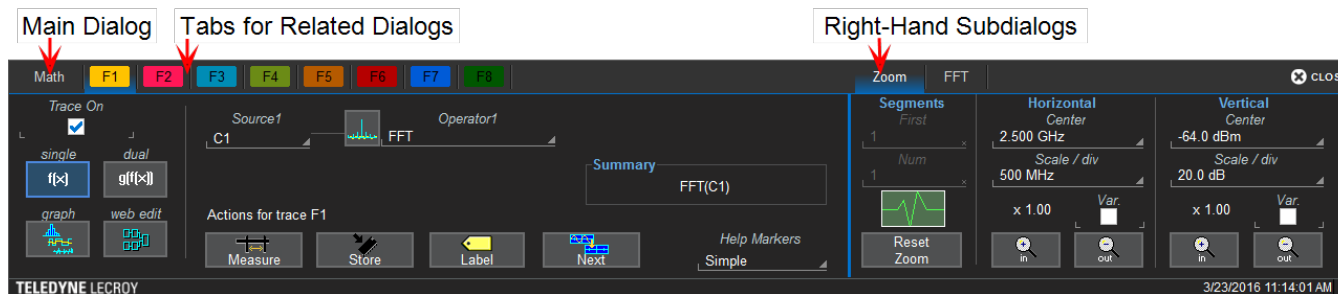 Main Dialog
Tabs for Related Dialogs
Right-Hand Subdialogs
Math F1 F2 F3 F4 F5 F6 F7 F8
Zoom FFT
CLOS
Trace On
single dual
f(x) g(f(x))
graph web edit
Source1
C1
Operator1
FFT
Summary
FFT(C1)
Actions for trace F1
Measure Store Label Next
Help Markers
Simple
Segments
First
1
Num
1
Reset
Zoom
Horizontal
Center
2.500 GHz
Scale / div
500 MHz
x 1.00 Var.
in out
Vertical
Center
-64.0 dBm
Scale / div
20.0 dB
x 1.00 Var.
in out
TELEDYNE LECROY
3/23/2016 11:14:01 AM